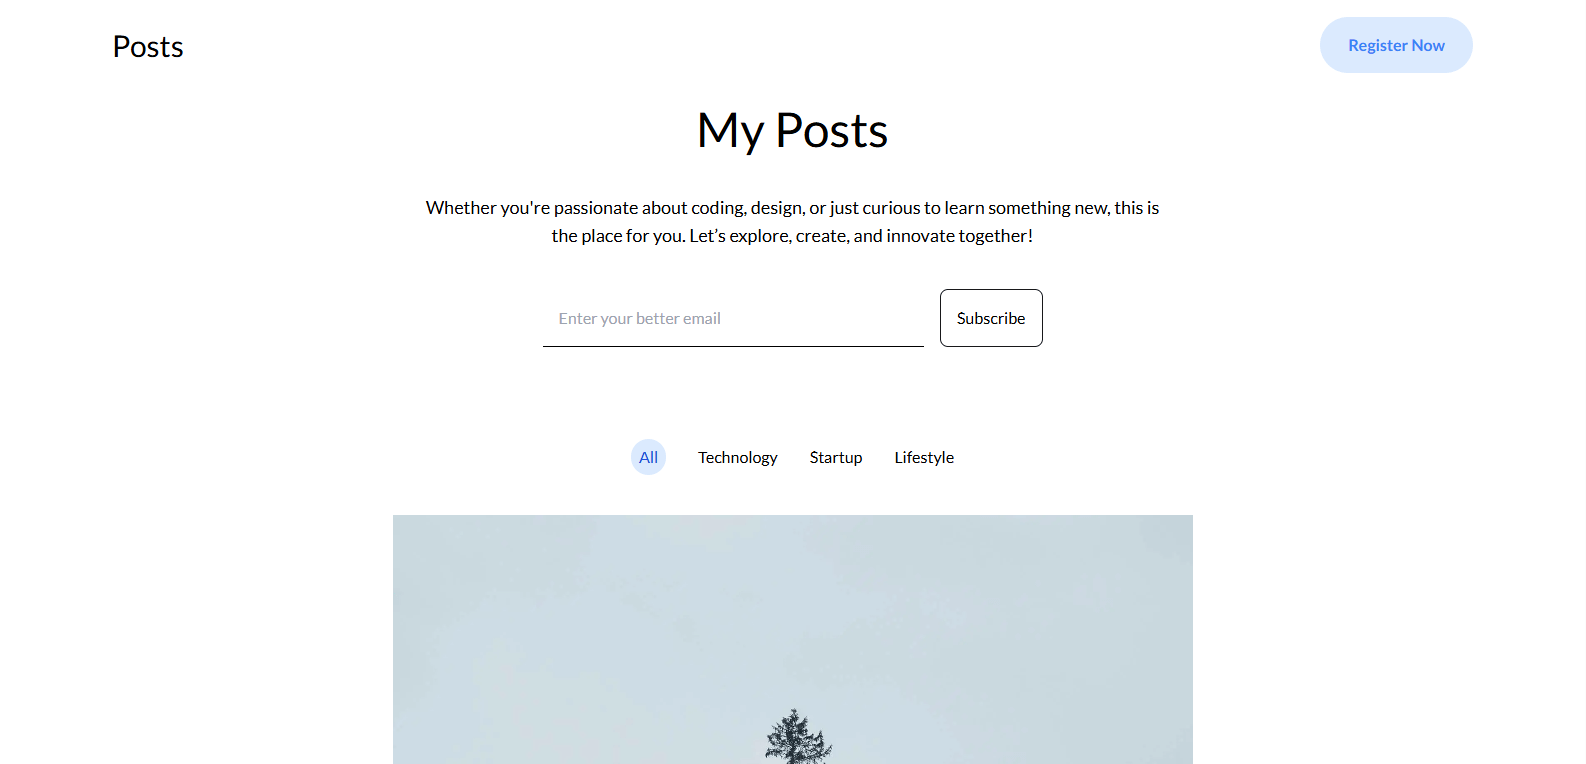 Posts
Register Now
My Posts
Whether you're passionate about coding, design, or just curious to learn something new, this is
the place for you. Let’s explore, create, and innovate together!
Enter your better email
Subscribe
All
Technology
Startup
Lifestyle